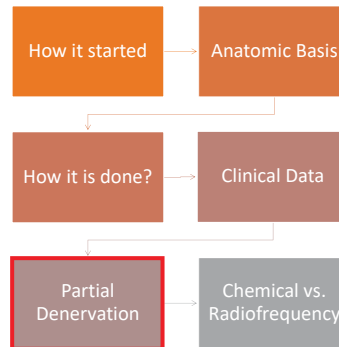 How it started
Anatomic Basis
How it is done?
Clinical Data
Partial
Denervation
Chemical vs.
Radiofrequency